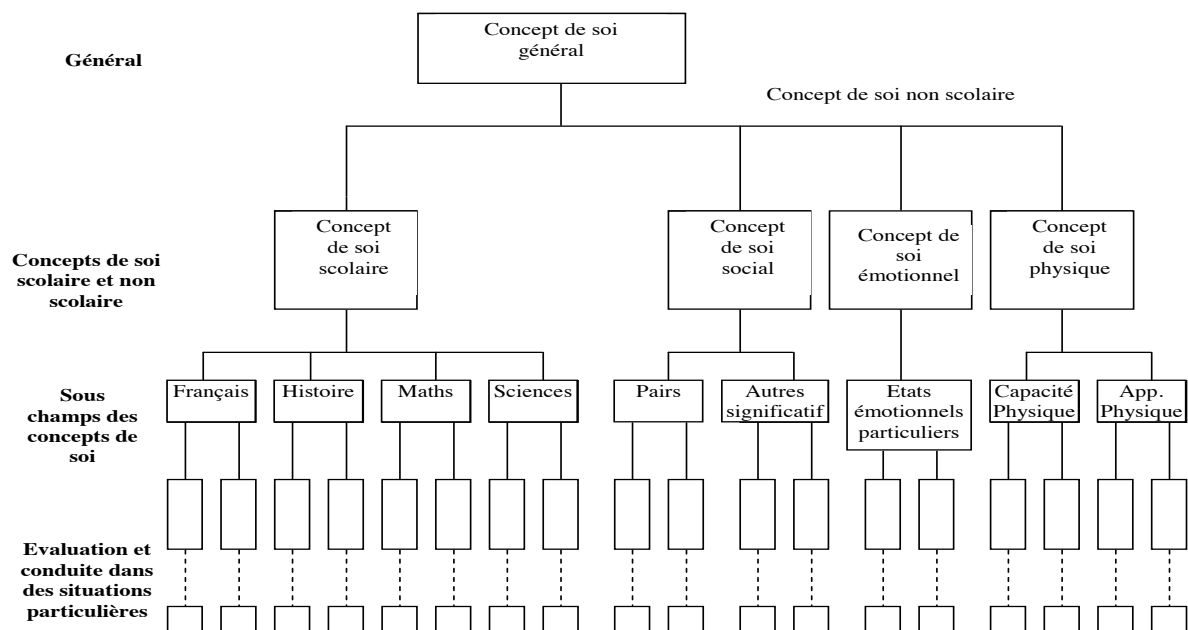 Concept de soi
général
Général
Concept de soi non scolaire
Concepts de soi
scolaire et non
scolaire
Concept
de soi
scolaire
Concept
de soi
social
Concept de
soi
émotionnel
Concept
de soi
physique
Sous
champs des
concepts de
soi
Français
Histoire
Maths
Sciences
Pairs
Autres
significatif
Etats
émotionnels
particuliers
Capacité
Physique
App.
Physique
Evaluation et
conduite dans
des situations
particulières